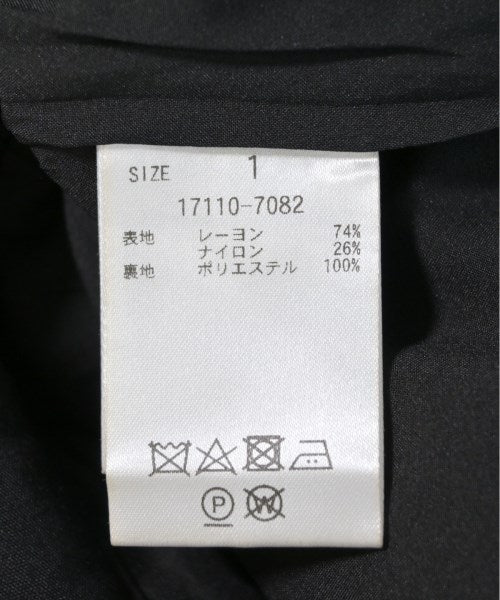 SIZE 1
17110-7082
表地 レーヨン 74%
ナイロン 26%
裏地 ポリエステル 100%
P W